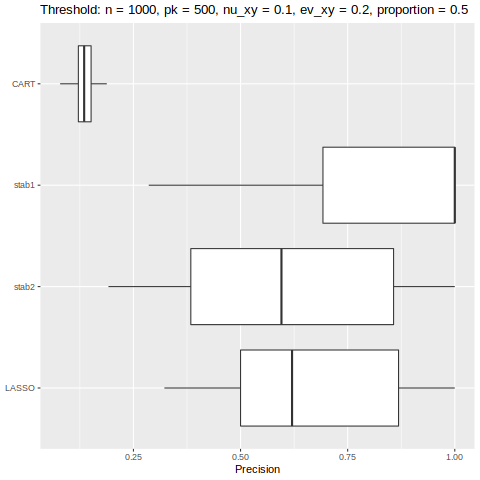 Threshold: n = 1000, pk = 500, nu_xy = 0.1, ev_xy = 0.2, proportion = 0.5
CART
stab1
stab2
LASSO
0.25 0.50 0.75 1.00
Precision